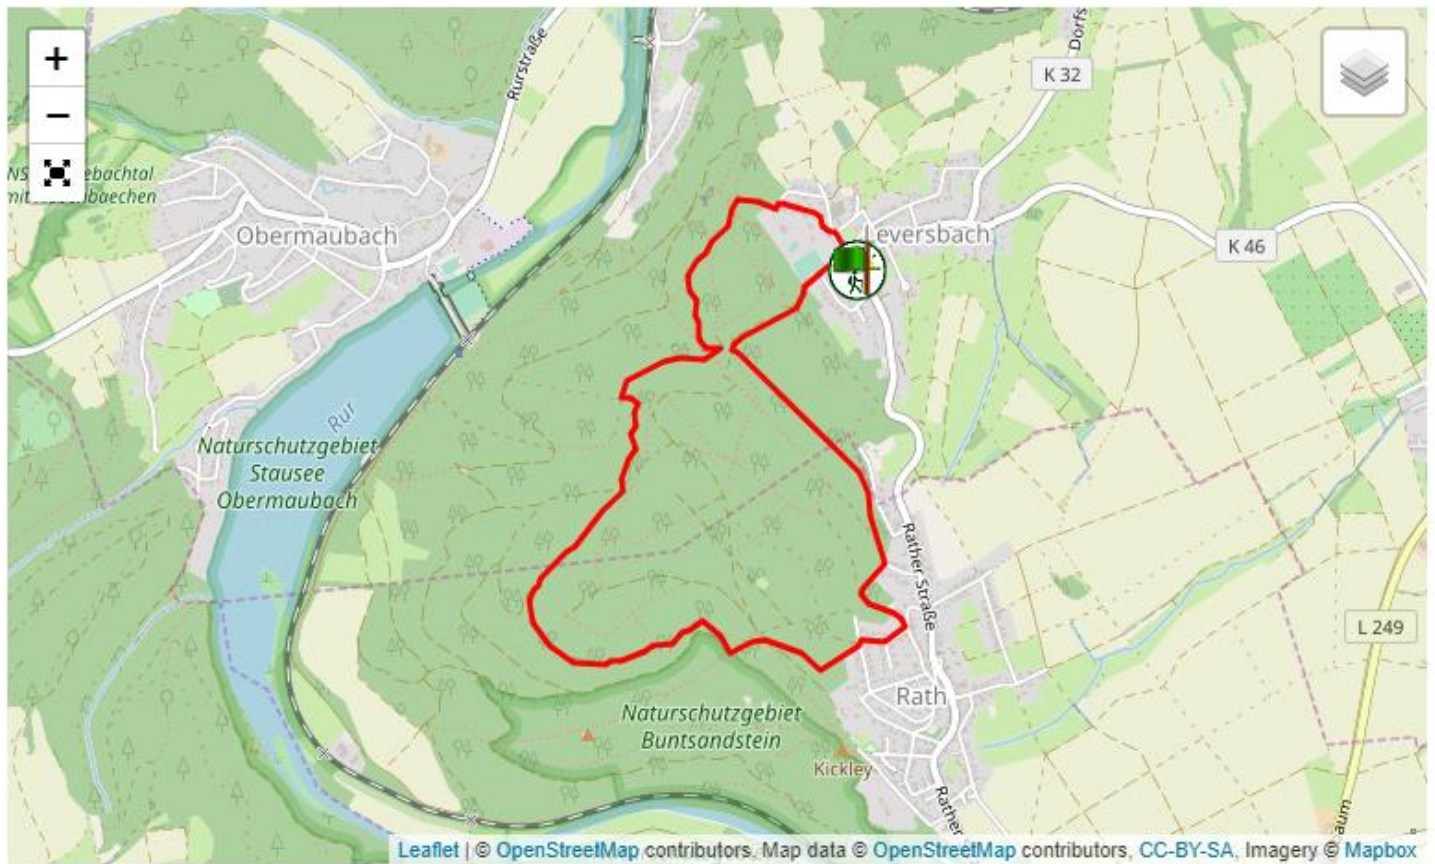 +
−
Rurstraße
Dorfs
K 32
NS
ebachtal
mit
baechen
Obermaubach
Leversbach
K 46
Rur
Naturschutzgebiet
Stausee
Obermaubach
Rather Straße
L 249
Rath
Naturschutzgebiet
Buntsandstein
Kickley
Rather
aum
Leaflet | © OpenStreetMap contributors, Map data © OpenStreetMap contributors, CC-BY-SA, Imagery © Mapbox